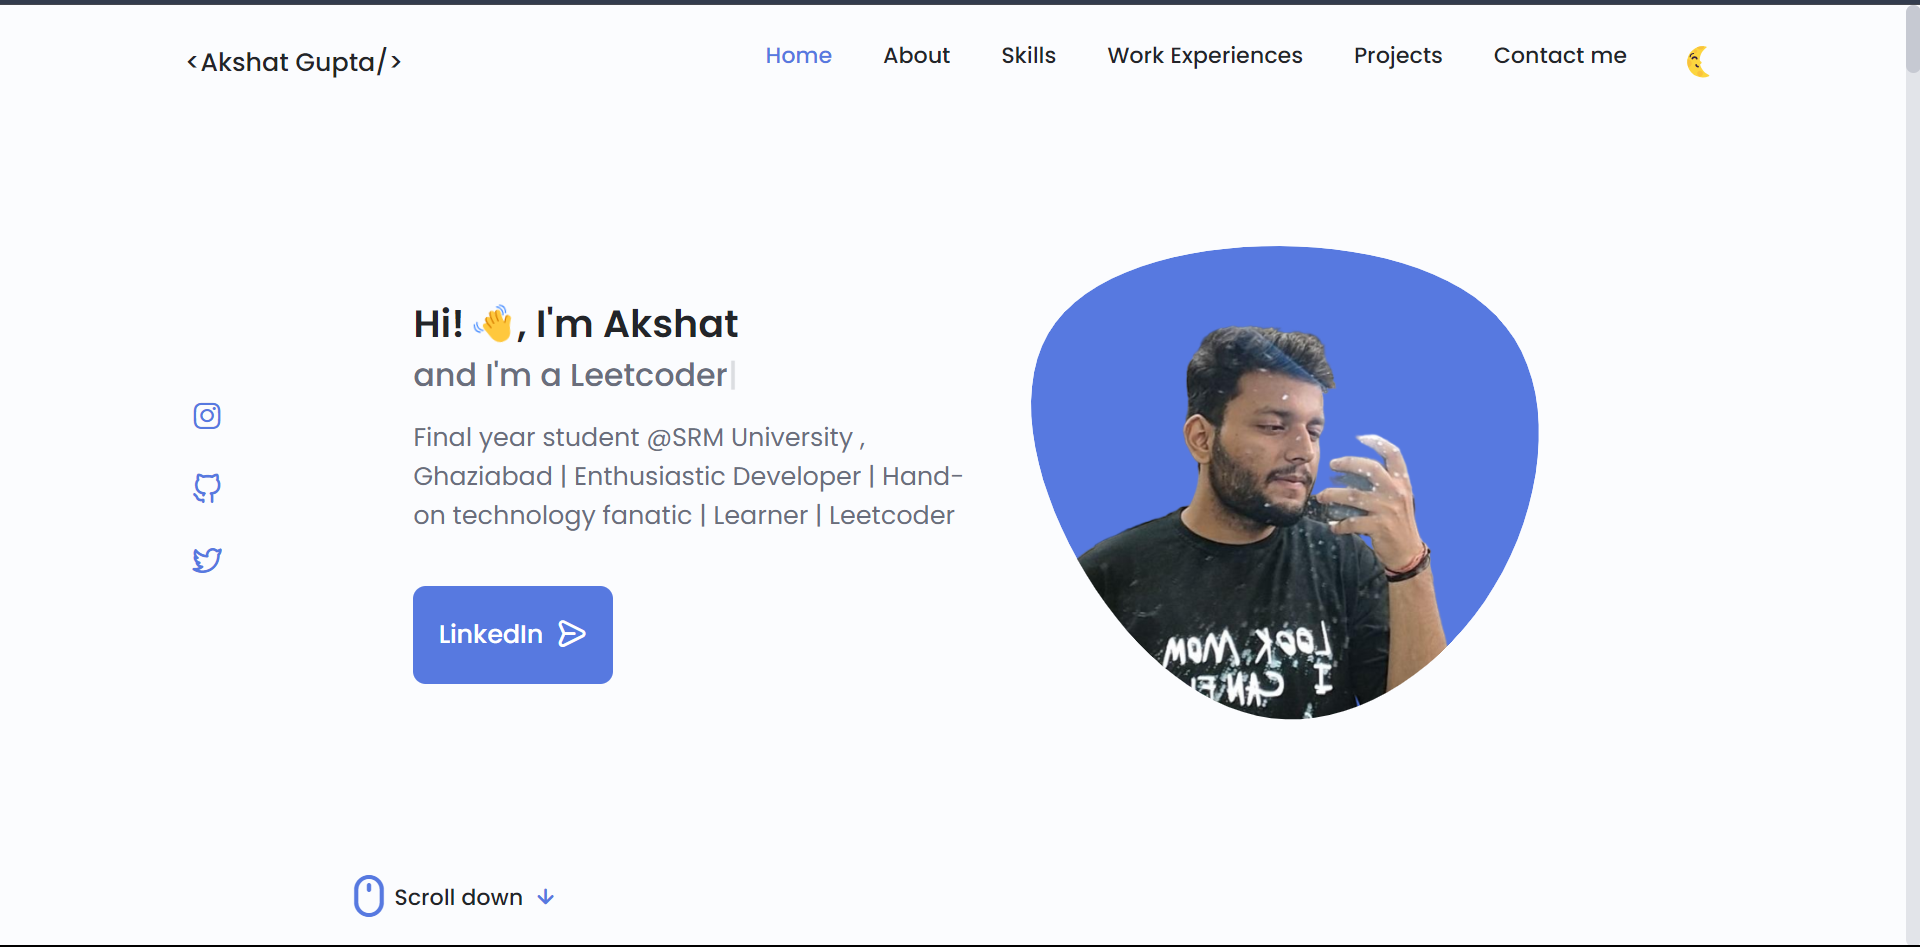 <Akshat Gupta/>
Home About Skills Work Experiences Projects Contact me
Hi! 👋, I'm Akshat
and I'm a Leetcoder
Final year student @SRM University ,
Ghaziabad | Enthusiastic Developer | Hand-
on technology fanatic | Learner | Leetcoder
LinkedIn
LOOK MOM
I CAN
Scroll down